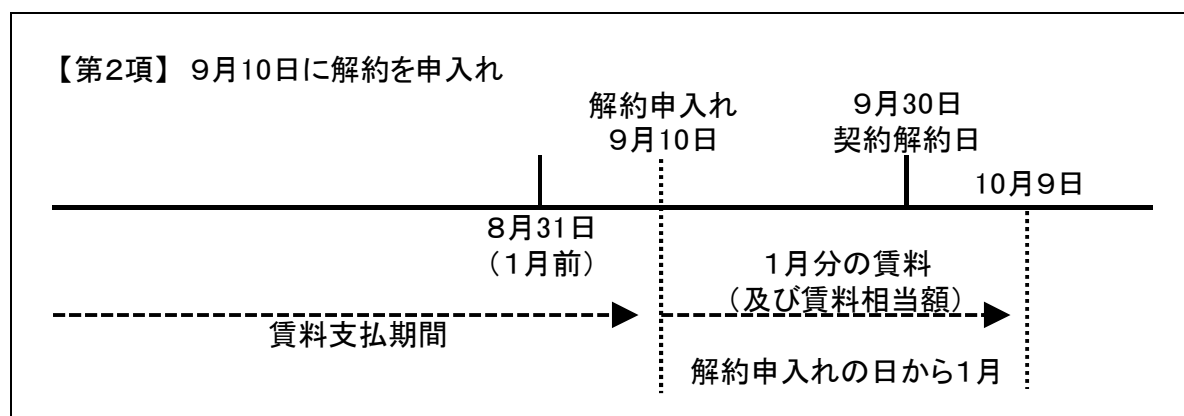 【第２項】 ９月10日に解約を申入れ
解約申入れ
９月10日
９月30日
契約解約日
10月９日
８月31日
（１月前）
１月分の賃料
（及び賃料相当額）
賃料支払期間
解約申入れの日から１月